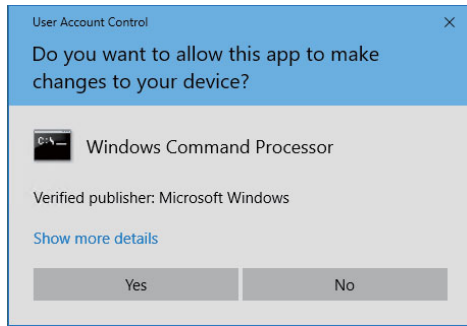 User Account Control
Do you want to allow this app to make
changes to your device?
C:\_
Windows Command Processor
Verified publisher: Microsoft Windows
Show more details
Yes
No